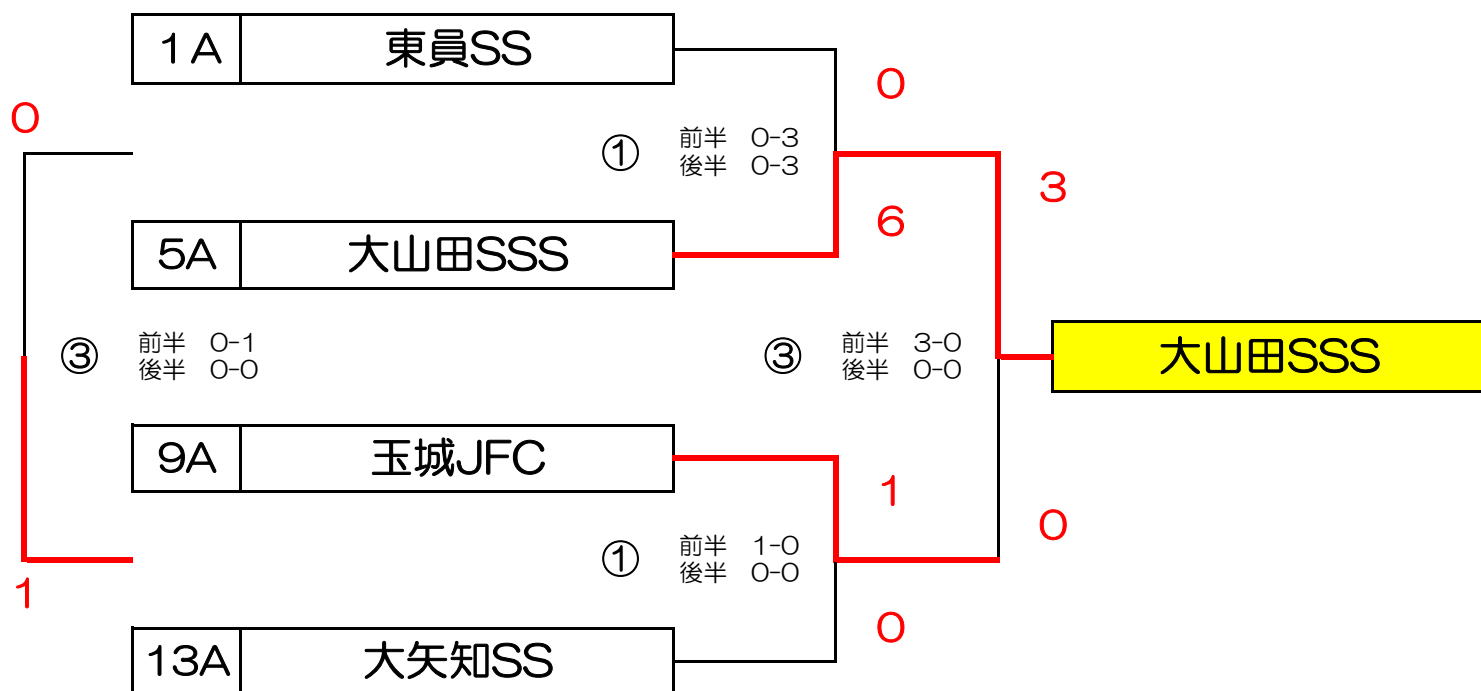 1A 東員SS
0
0
① 前半 0-3
後半 0-3
3
6
5A 大山田SSS
③ 前半 0-1
後半 0-0
③ 前半 3-0
後半 0-0
大山田SSS
9A 玉城JFC
1
0
① 前半 1-0
後半 0-0
1
0
13A 大矢知SS